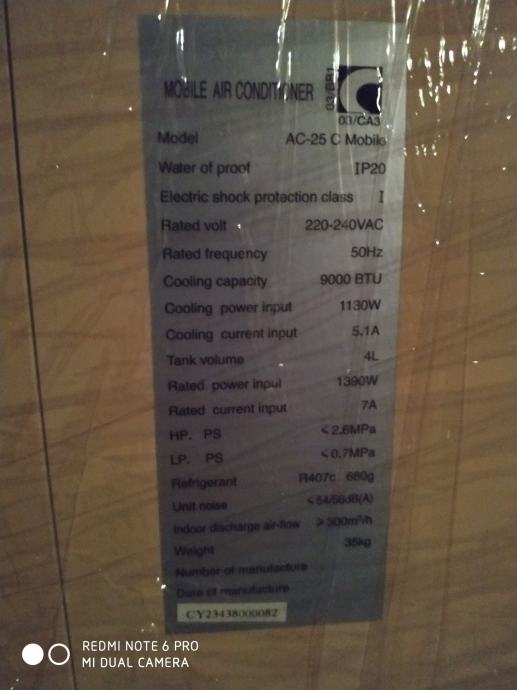 MOBILE AIR CONDITIONER
03/BB1
03/CA3
Model AC-25 C Mobile
Water of proof IP20
Electric shock protection class I
Rated volt 220-240VAC
Rated frequency 50Hz
Cooling capacity 9000 BTU
Cooling power input 1130W
Cooling current input 5.1A
Tank volume 4L
Rated power input 1390W
Rated current input 7A
HP. PS <2.6MPa
LP. PS <0.7MPa
Refrigerant R407c 680g
Unit noise <54/56dB(A)
Indoor discharge air-flow >300m³/h
Weight 35kg
Number of manufacture
Date of manufacture
CY23438000082
REDMI NOTE 6 PRO
MI DUAL CAMERA